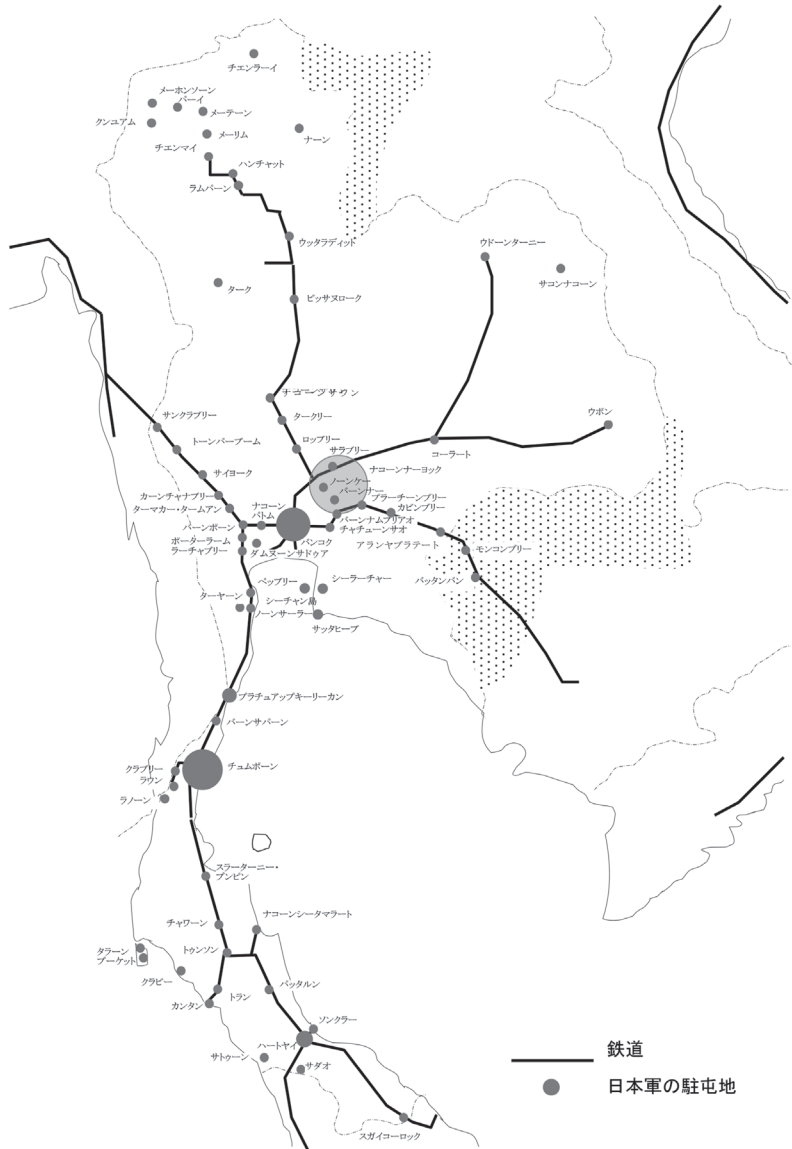 チエンラーイ
メーホンソーン
パーイ
メーテーン
クンユアム
メーリム
ナーン
チエンマイ
ハンチャット
ラムパーン
ウッタラディット
ウドーンターニー
サコンナコーン
ターク
ピッサヌローク
ナコーンサワン
サンクラブリー
タークリー
ウボン
トーンパープーム
ロッブリー
サラブリー
コーラート
サイヨーク
ナコーンナーヨック
ノーンケー
カーンチャナブリー
バーンナー
プラーチーンブリー
ターマカー・タームアン
ナコーン
パトム
カビンブリー
バーンナムプリアオ
バーンポーン
チャチューンサオ
ポーターラーム
バンコク
アランヤプラテート
モンコンブリー
ラーチャブリー
ダムヌーンサドゥア
ペッブリー
シーラーチャー
バッタンバン
ターヤーン
シーチャン島
ノーンサーラー
サッタヒープ
プラチュアップキーリーカン
バーンサパーン
クラブリー
チュムポーン
ラウン
ラノーン
スラーターニー・
プンピン
チャワーン
ナコーンシータマラート
タラーン
プーケット
トゥンソン
クラビー
トラン
パッタルン
カンタン
ソンクラー
ハートヤイ
サトゥーン
サダオ
スガイコーロック
鉄道
日本軍の駐屯地